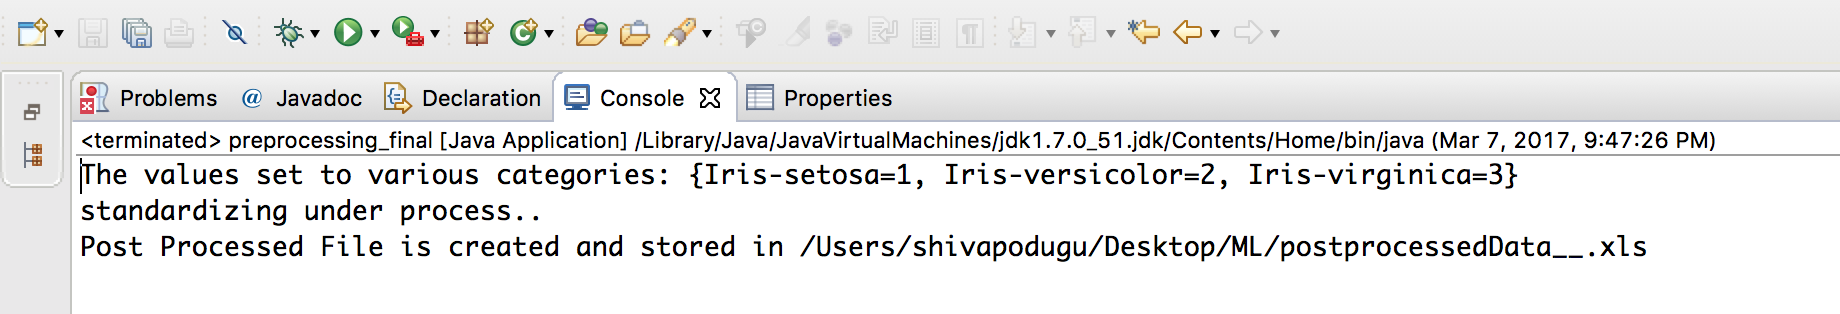 Problems @ Javadoc Declaration Console Properties
<terminated> preprocessing_final [Java Application] /Library/Java/JavaVirtualMachines/jdk1.7.0_51.jdk/Contents/Home/bin/java (Mar 7, 2017, 9:47:26 PM)
The values set to various categories: {Iris-setosa=1, Iris-versicolor=2, Iris-virginica=3}
standardizing under process..
Post Processed File is created and stored in /Users/shivapodugu/Desktop/ML/postprocessedData__.xls